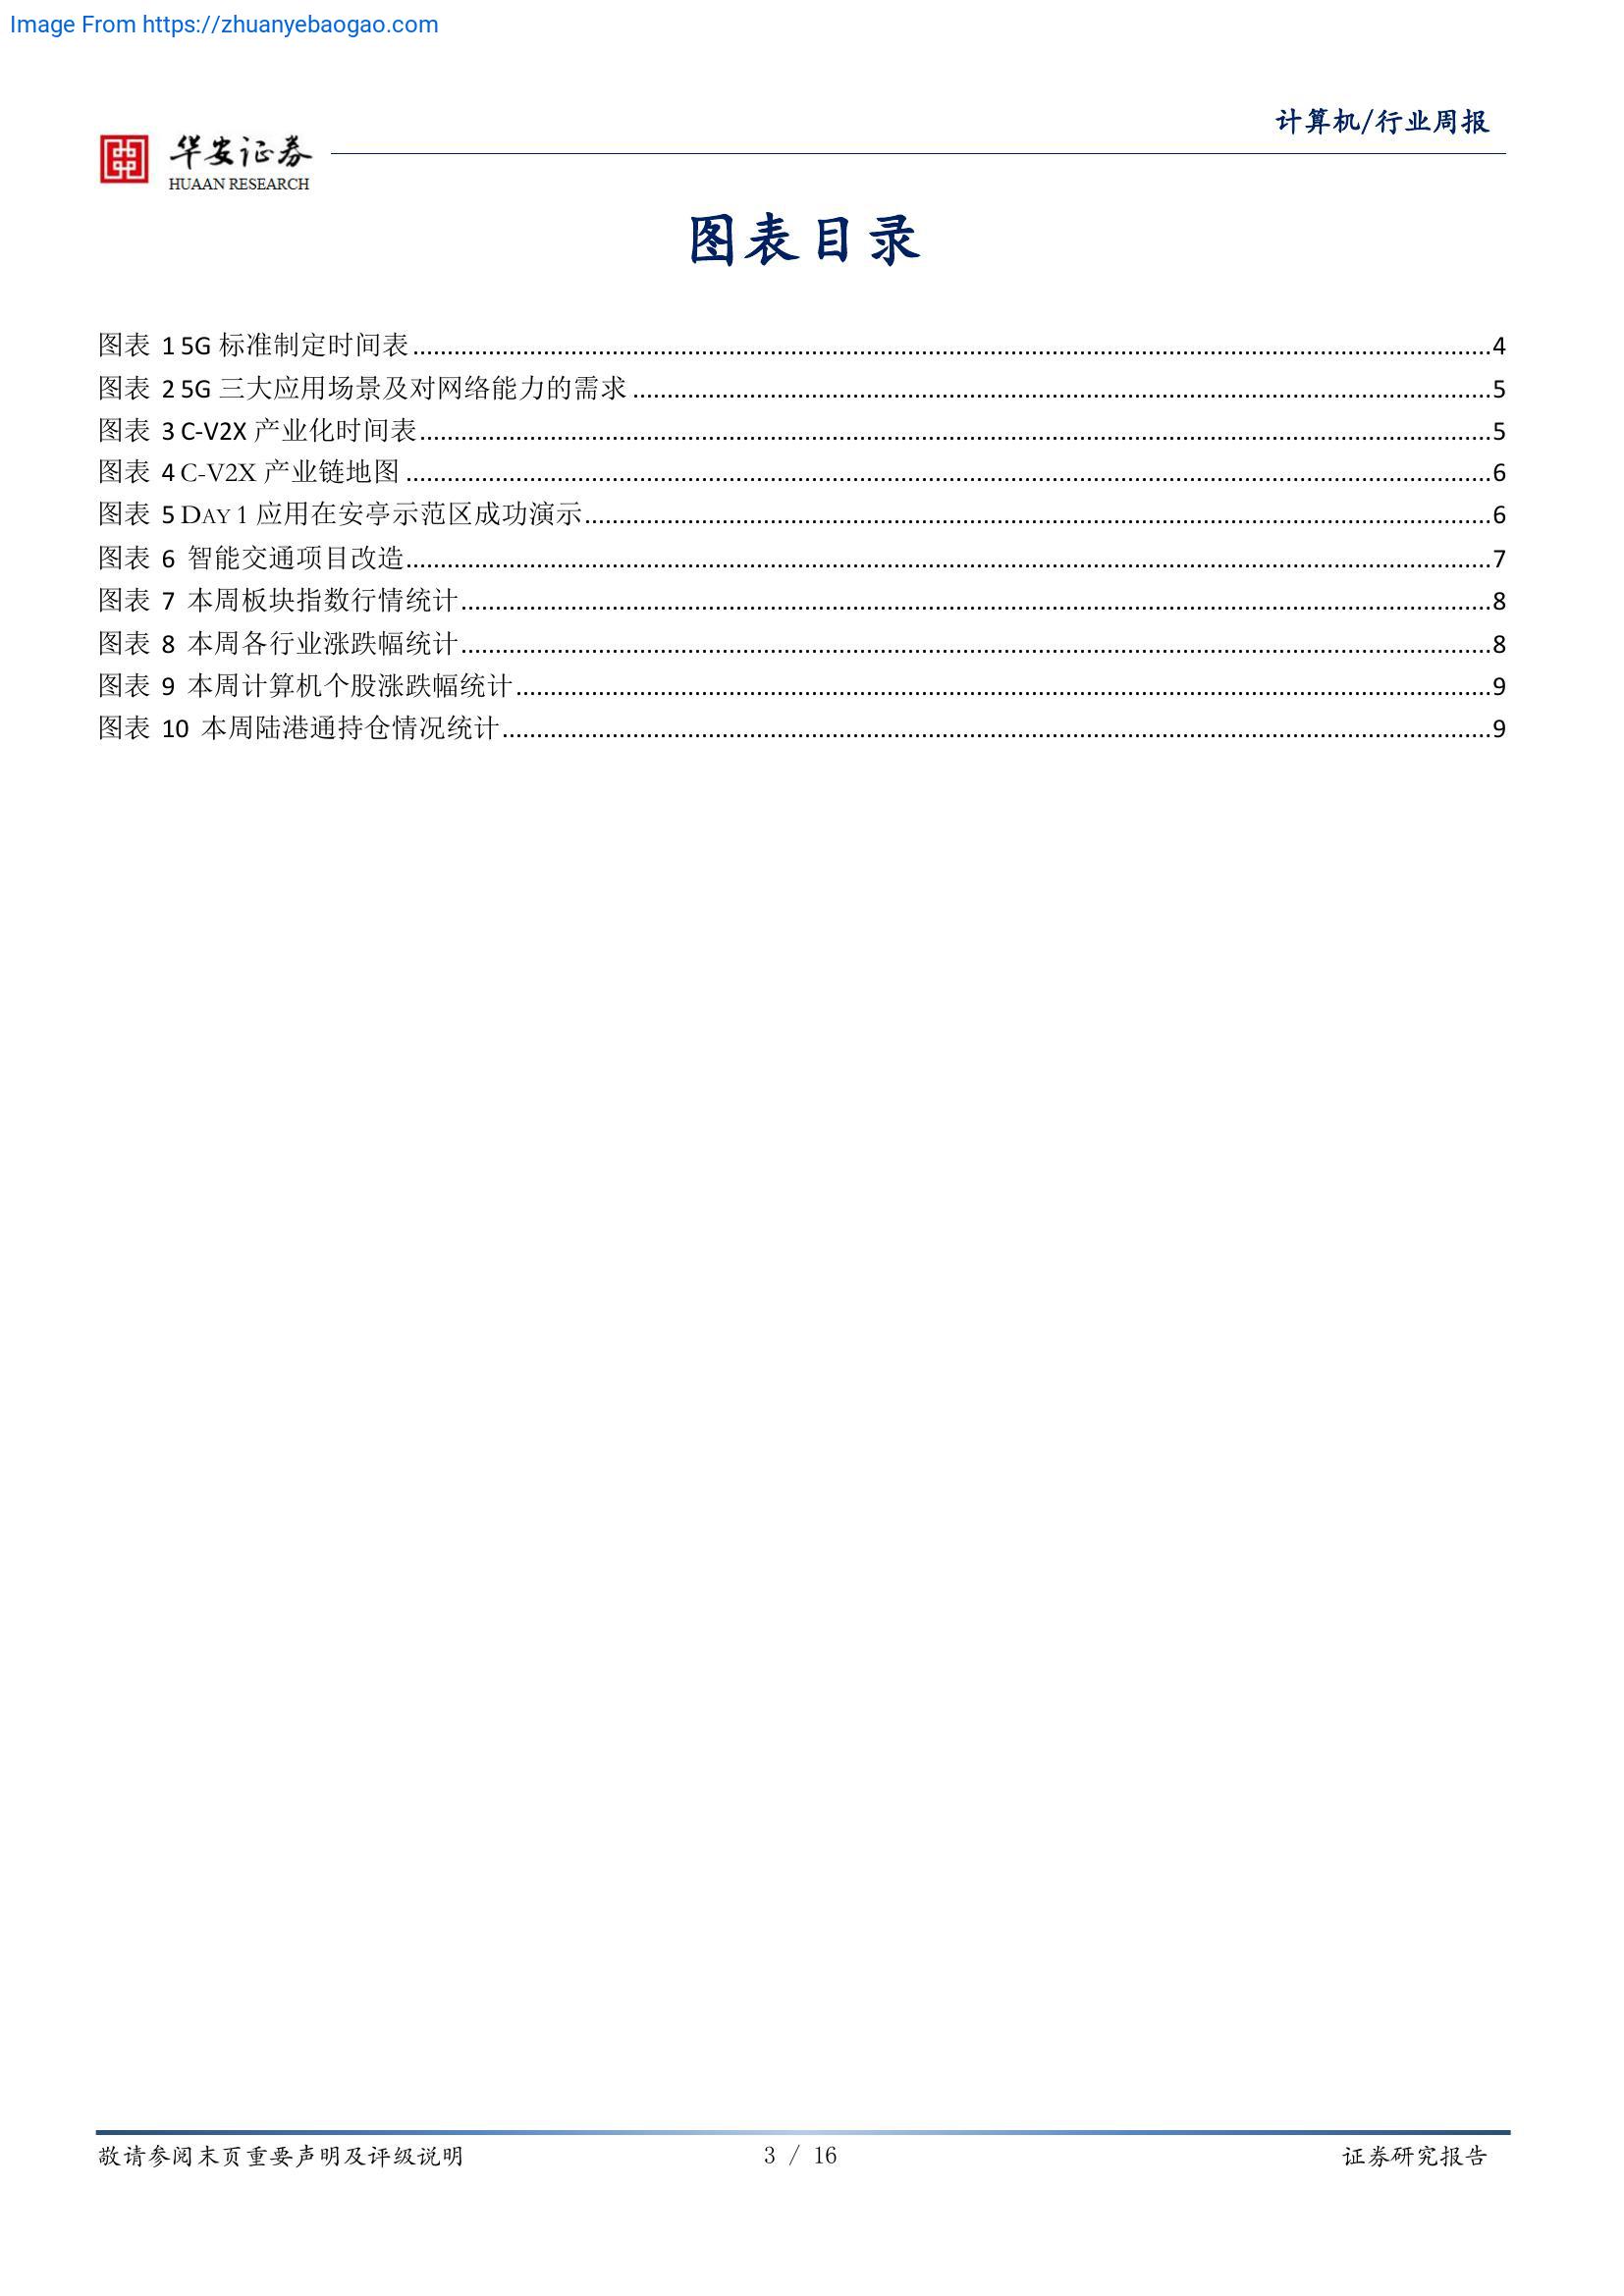 Image From https://zhuanyebaogao.com
计算机/行业周报
华安证券
HUAAN RESEARCH
图表目录
图表 1 5G 标准制定时间表........................4
图表 2 5G 三大应用场景及对网络能力的需求........................5
图表 3 C-V2X 产业化时间表........................5
图表 4 C-V2X 产业链地图........................6
图表 5 DAY 1 应用在安亭示范区成功演示........................6
图表 6 智能交通项目改造........................7
图表 7 本周板块指数行情统计........................8
图表 8 本周各行业涨跌幅统计........................8
图表 9 本周计算机个股涨跌幅统计........................9
图表 10 本周陆港通持仓情况统计........................9
敬请参阅末页重要声明及评级说明 3 / 16 证券研究报告